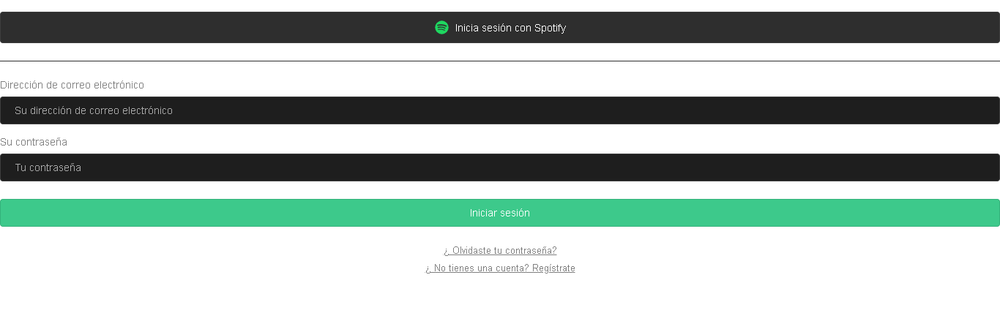 Inicia sesión con Spotify
Dirección de correo electrónico
Su dirección de correo electrónico
Su contraseña
Tu contraseña
Iniciar sesión
¿ Olvidaste tu contraseña?
¿ No tienes una cuenta? Regístrate